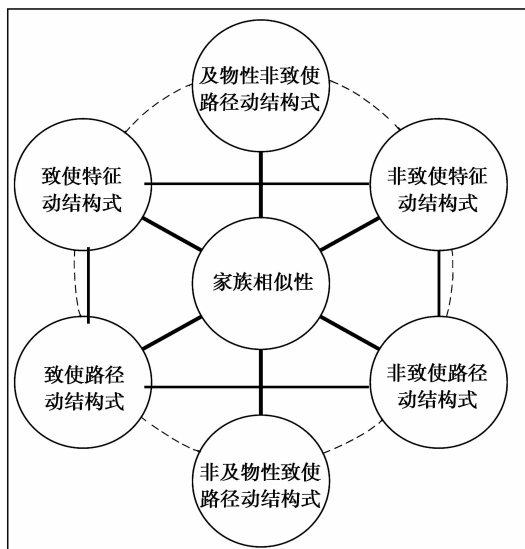 及物性非致使
路径动结构式
致使特征
动结构式
非致使特征
动结构式
家族相似性
致使路径
动结构式
非致使路径
动结构式
非及物性致使
路径动结构式